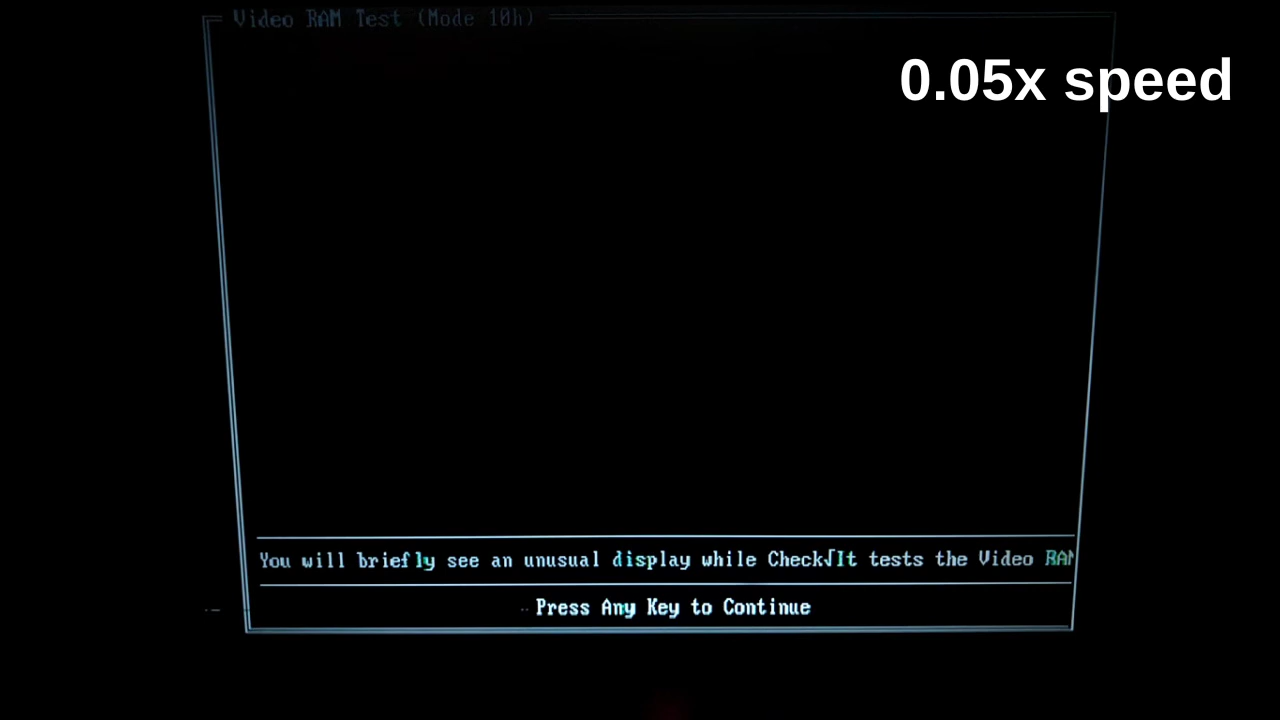 Video RAM Test (Mode 10h)
0.05x speed
You will briefly see an unusual display while Check√It tests the Video RAM
Press Any Key to Continue